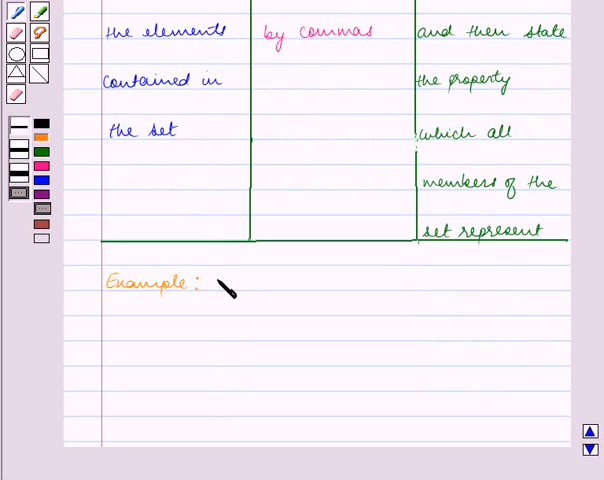 the elements
contained in
the set
by commas
and then state
the property
which all
members of the
set represent
Example :